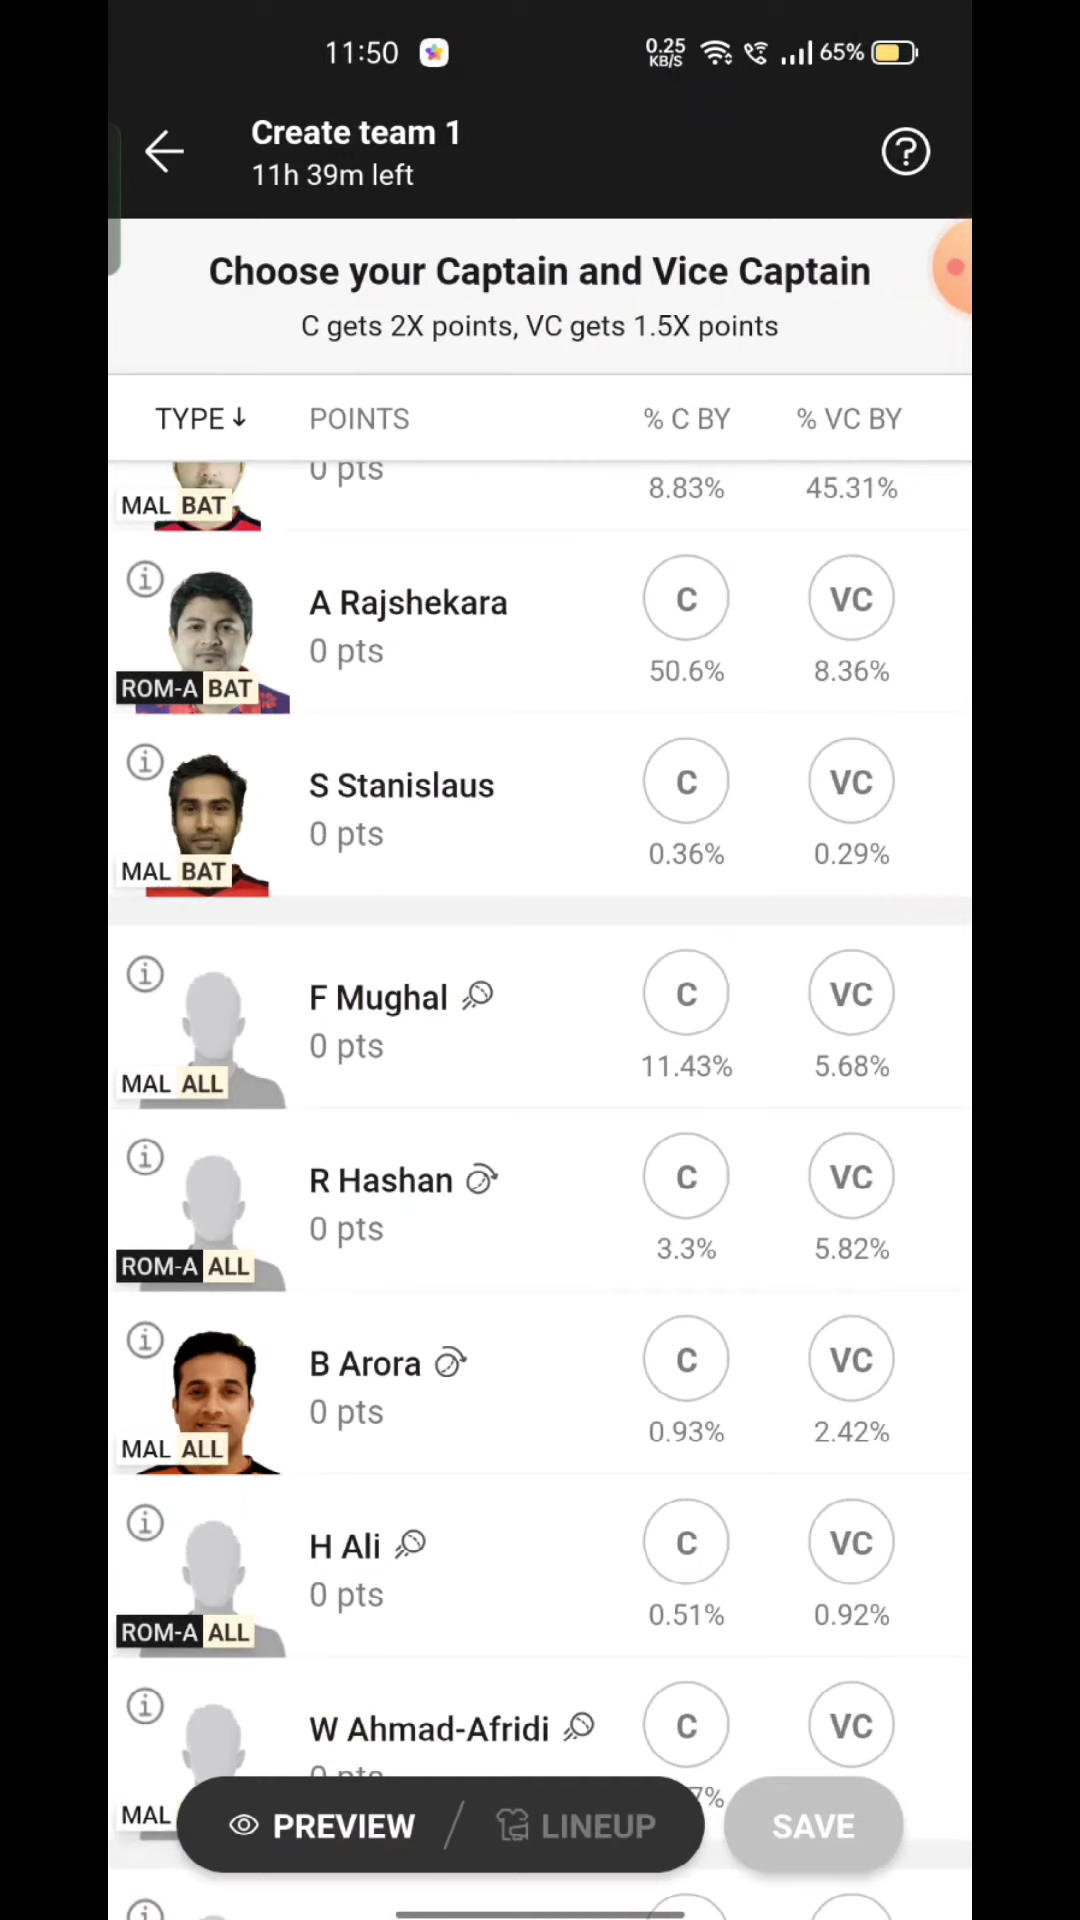 11:50
0.25 KB/S
65%
Create team 1
11h 39m left
Choose your Captain and Vice Captain
C gets 2X points, VC gets 1.5X points
TYPE↓ POINTS % C BY % VC BY
0 pts
8.83% 45.31%
MAL BAT
A Rajshekara C VC
0 pts
50.6% 8.36%
ROM-A BAT
S Stanislaus C VC
0 pts
0.36% 0.29%
MAL BAT
F Mughal C VC
0 pts
11.43% 5.68%
MAL ALL
R Hashan C VC
0 pts
3.3% 5.82%
ROM-A ALL
B Arora C VC
0 pts
0.93% 2.42%
MAL ALL
H Ali C VC
0 pts
0.51% 0.92%
ROM-A ALL
W Ahmad-Afridi C VC
0 pts
7%
MAL
PREVIEW / LINEUP SAVE